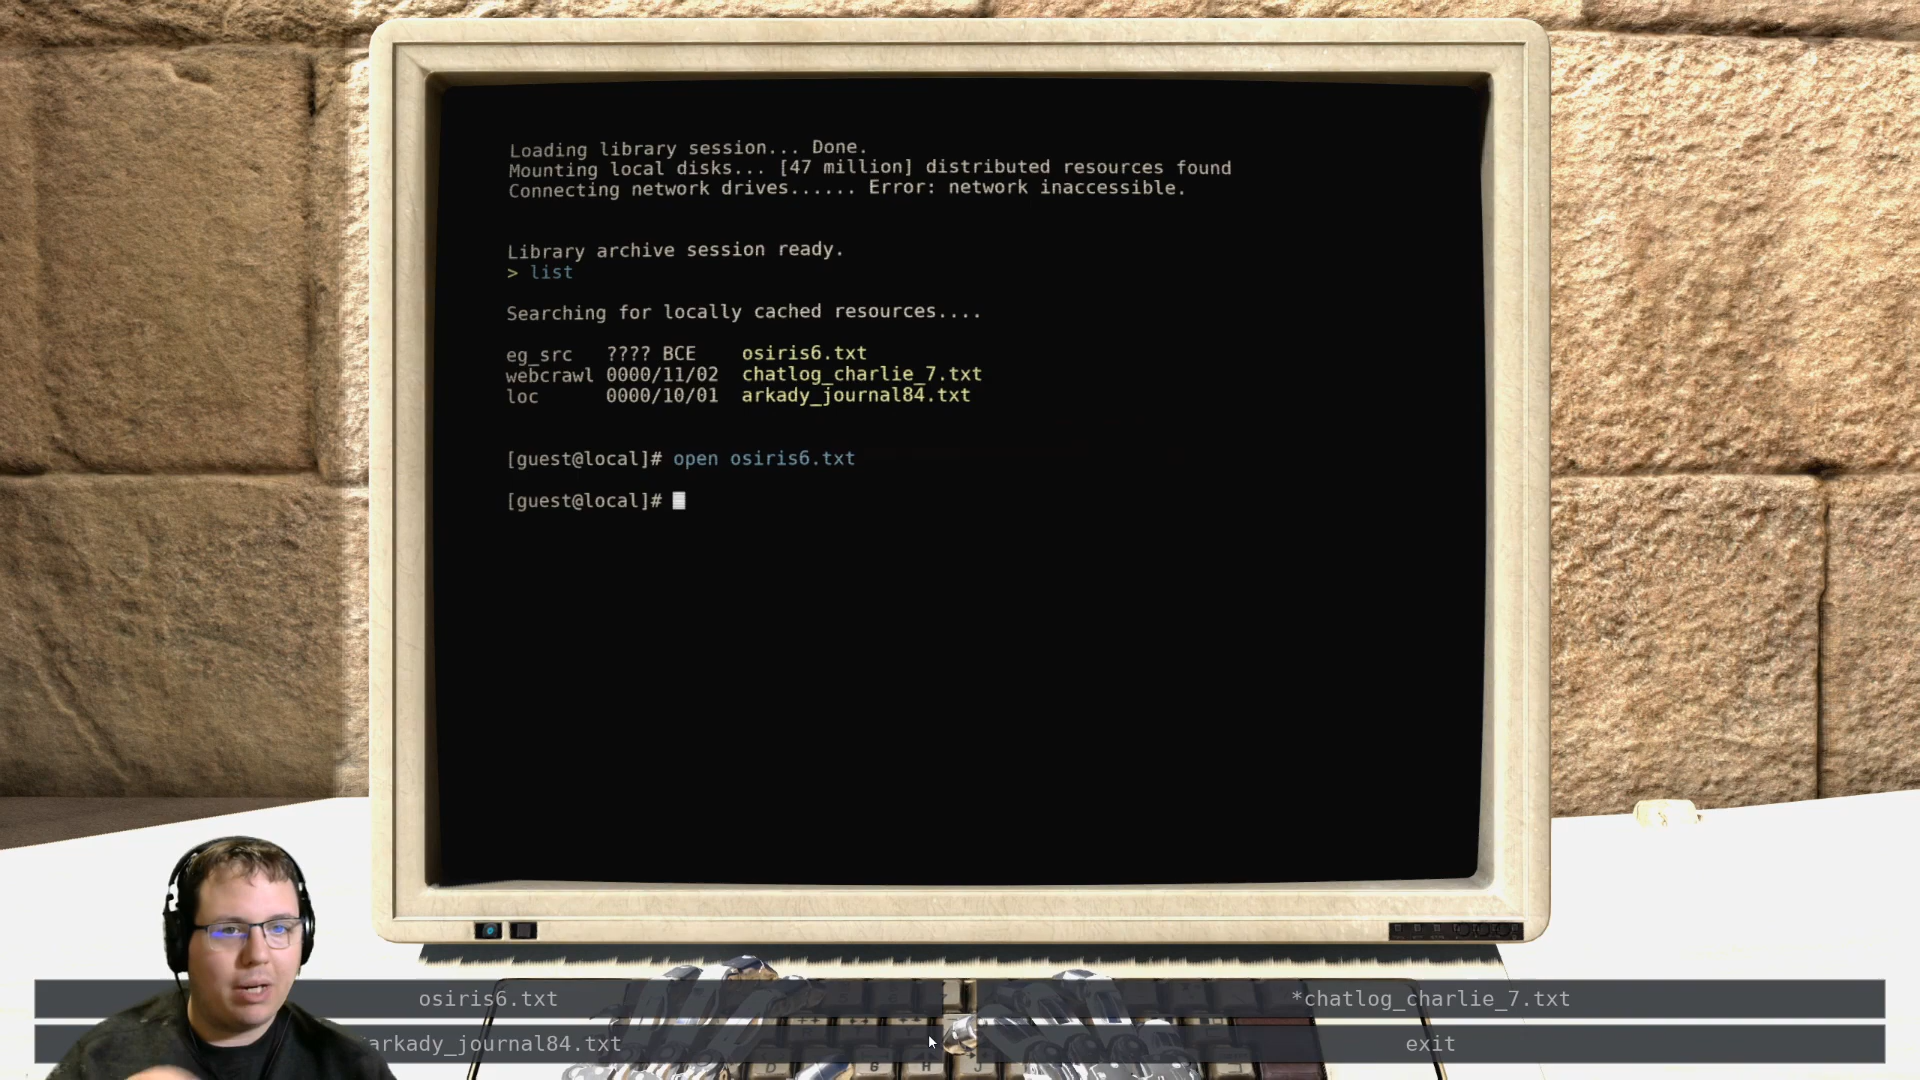 Loading library session... Done.
Mounting local disks... [47 million] distributed resources found
Connecting network drives...... Error: network inaccessible.
Library archive session ready.
> list
Searching for locally cached resources....
eg_src ???? BCE osiris6.txt
webcrawl 0000/11/02 chatlog_charlie_7.txt
loc 0000/10/01 arkady_journal84.txt
[guest@local]# open osiris6.txt
[guest@local]#
osiris6.txt
*chatlog_charlie_7.txt
arkady_journal84.txt
exit